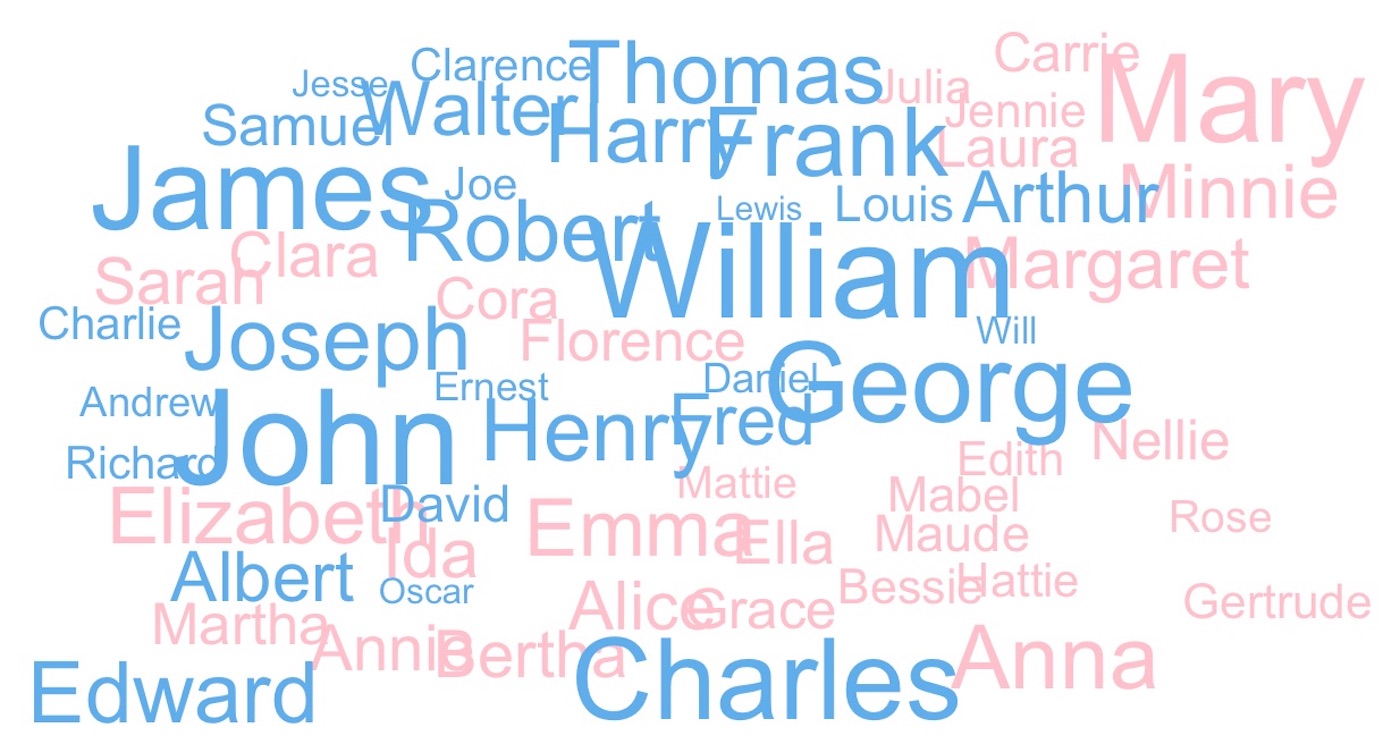 Carrie
Clarence
Thomas
Jesse
Julia
Mary
Walter
Jennie
Samuel
Harry
Frank
Laura
James
Joe
Minnie
Robert
Lewis
Louis
Arthur
Clara
William
Margaret
Sarah
Cora
Charlie
Joseph
Florence
Will
Ernest
Daniel
George
Andrew
John
Henry
Fred
Nellie
Richard
Edith
Mattie
Mabel
Elizabeth
David
Emma
Rose
Ella
Maude
Ida
Albert
Oscar
Bessie
Hattie
Alice
Grace
Gertrude
Martha
Annie
Bertha
Anna
Charles
Edward